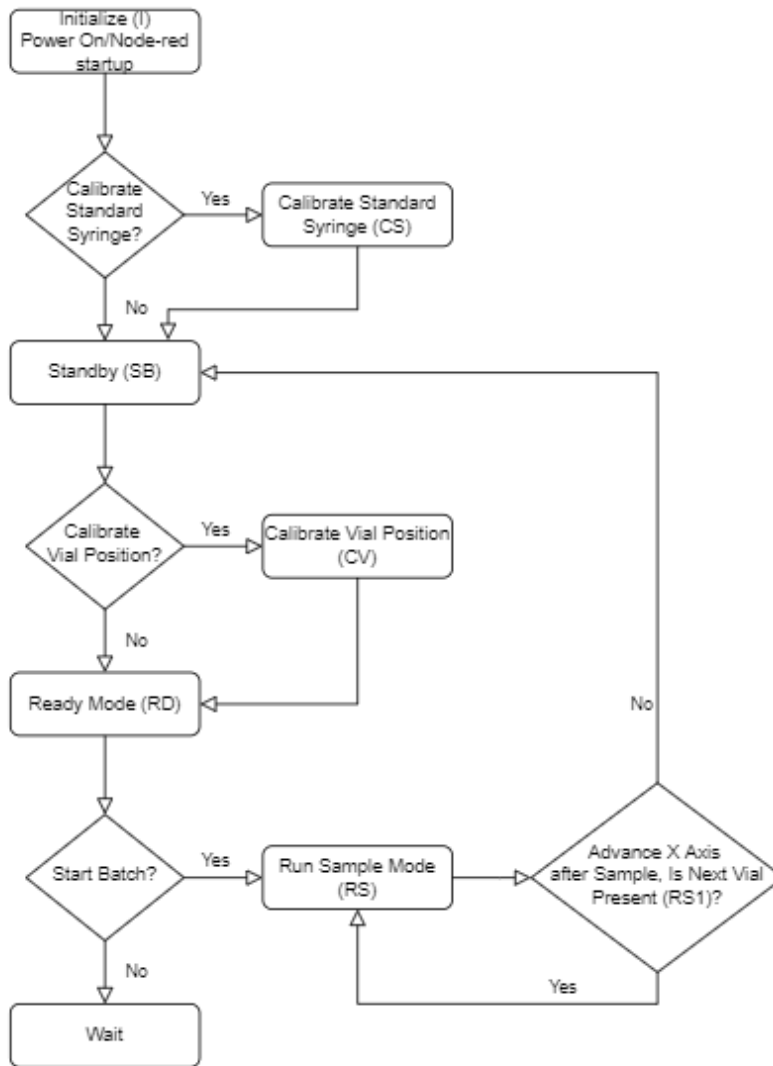 Initialize (I)
Power On/Node-red
startup
Calibrate
Standard
Syringe?
Yes
Calibrate Standard
Syringe (CS)
No
Standby (SB)
Calibrate
Vial Position?
Yes
Calibrate Vial Position
(CV)
No
Ready Mode (RD)
No
Start Batch?
Yes
Run Sample Mode
(RS)
Advance X Axis
after Sample, Is Next Vial
Present (RS1)?
No
Yes
Wait